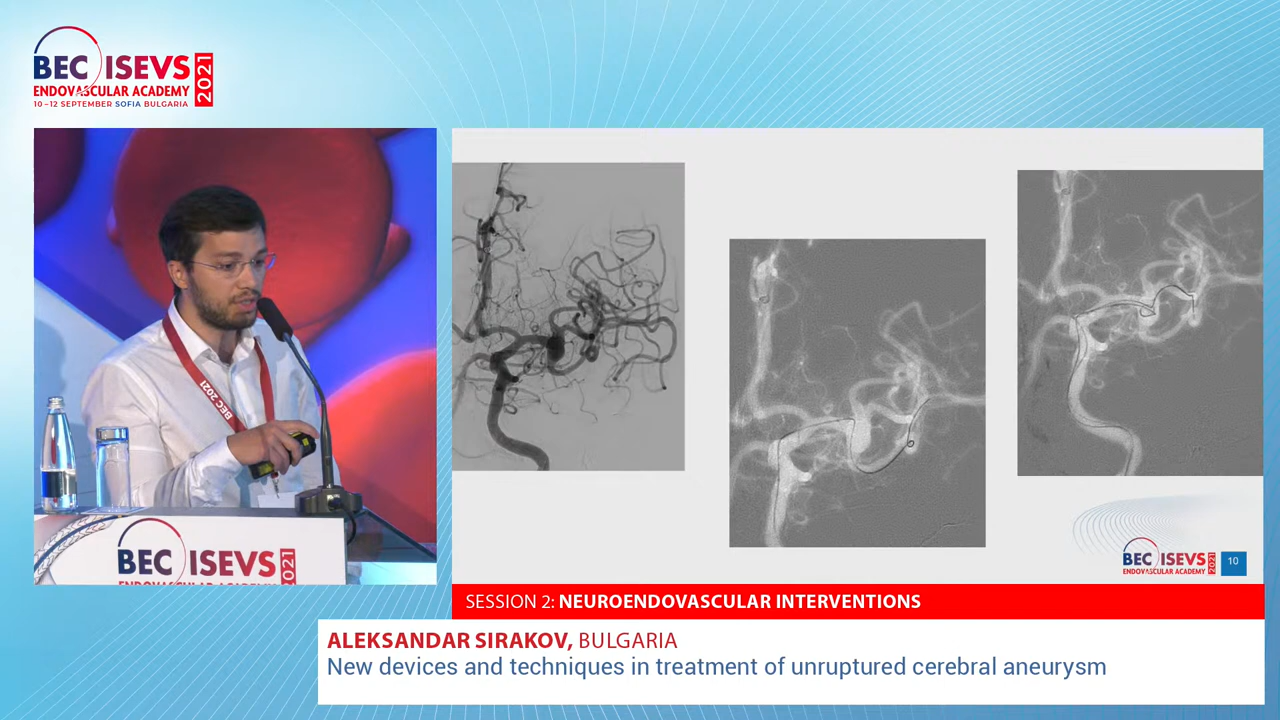 BEC ISEVS 2021
ENDOVASCULAR ACADEMY
10–12 SEPTEMBER SOFIA BULGARIA
BEC 2021
BEC ISEVS 2021
ENDOVASCULAR ACADEMY
BEC ISEVS 2021
ENDOVASCULAR ACADEMY
10
SESSION 2: NEUROENDOVASCULAR INTERVENTIONS
ALEKSANDAR SIRAKOV, BULGARIA
New devices and techniques in treatment of unruptured cerebral aneurysm